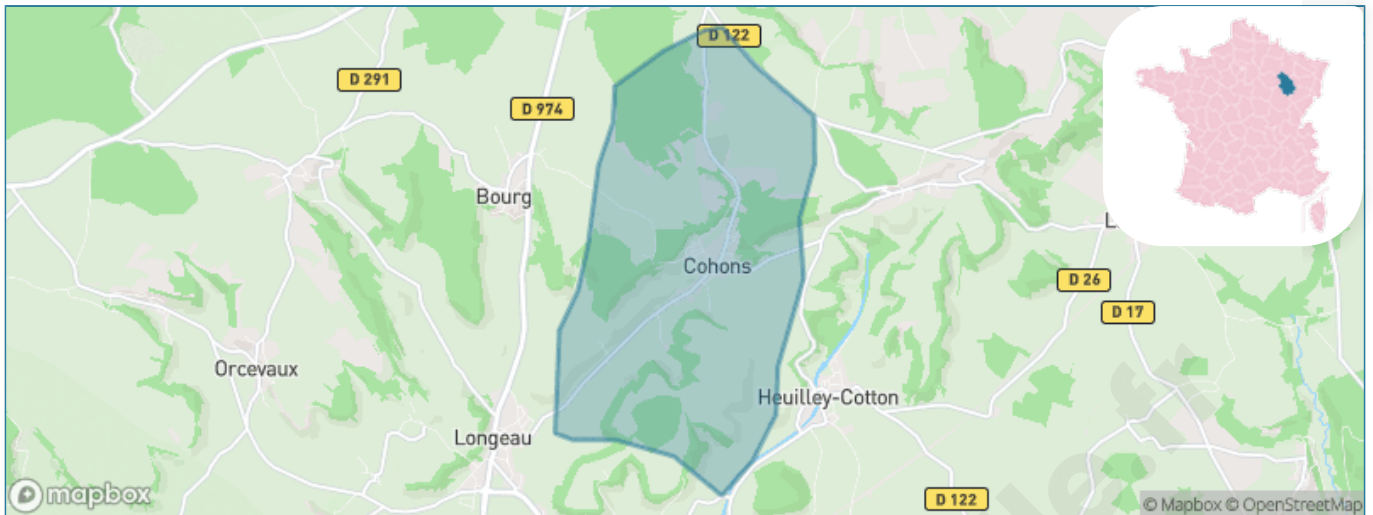 D 122
D 291
D 974
Bourg
L
Cohons
D 26
D 17
Orcevaux
Heuilley-Cotton
Longeau
D 122
mapbox
© Mapbox © OpenStreetMap